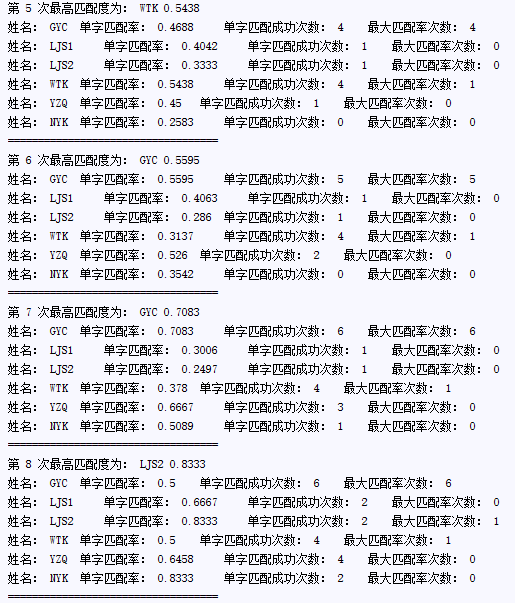 第 5 次最高匹配度为： WTK 0.5438
姓名： GYC 单字匹配率： 0.4688 单字匹配成功次数： 4 最大匹配率次数： 4
姓名： LJS1 单字匹配率： 0.4042 单字匹配成功次数： 1 最大匹配率次数： 0
姓名： LJS2 单字匹配率： 0.3333 单字匹配成功次数： 1 最大匹配率次数： 0
姓名： WTK 单字匹配率： 0.5438 单字匹配成功次数： 4 最大匹配率次数： 1
姓名： YZQ 单字匹配率： 0.45 单字匹配成功次数： 1 最大匹配率次数： 0
姓名： NYK 单字匹配率： 0.2583 单字匹配成功次数： 0 最大匹配率次数： 0
==============================
第 6 次最高匹配度为： GYC 0.5595
姓名： GYC 单字匹配率： 0.5595 单字匹配成功次数： 5 最大匹配率次数： 5
姓名： LJS1 单字匹配率： 0.4063 单字匹配成功次数： 1 最大匹配率次数： 0
姓名： LJS2 单字匹配率： 0.286 单字匹配成功次数： 1 最大匹配率次数： 0
姓名： WTK 单字匹配率： 0.3137 单字匹配成功次数： 4 最大匹配率次数： 1
姓名： YZQ 单字匹配率： 0.526 单字匹配成功次数： 2 最大匹配率次数： 0
姓名： NYK 单字匹配率： 0.3542 单字匹配成功次数： 0 最大匹配率次数： 0
==============================
第 7 次最高匹配度为： GYC 0.7083
姓名： GYC 单字匹配率： 0.7083 单字匹配成功次数： 6 最大匹配率次数： 6
姓名： LJS1 单字匹配率： 0.3006 单字匹配成功次数： 1 最大匹配率次数： 0
姓名： LJS2 单字匹配率： 0.2497 单字匹配成功次数： 1 最大匹配率次数： 0
姓名： WTK 单字匹配率： 0.378 单字匹配成功次数： 4 最大匹配率次数： 1
姓名： YZQ 单字匹配率： 0.6667 单字匹配成功次数： 3 最大匹配率次数： 0
姓名： NYK 单字匹配率： 0.5089 单字匹配成功次数： 1 最大匹配率次数： 0
==============================
第 8 次最高匹配度为： LJS2 0.8333
姓名： GYC 单字匹配率： 0.5 单字匹配成功次数： 6 最大匹配率次数： 6
姓名： LJS1 单字匹配率： 0.6667 单字匹配成功次数： 2 最大匹配率次数： 0
姓名： LJS2 单字匹配率： 0.8333 单字匹配成功次数： 2 最大匹配率次数： 1
姓名： WTK 单字匹配率： 0.5 单字匹配成功次数： 4 最大匹配率次数： 1
姓名： YZQ 单字匹配率： 0.6458 单字匹配成功次数： 4 最大匹配率次数： 0
姓名： NYK 单字匹配率： 0.8333 单字匹配成功次数： 2 最大匹配率次数： 0
==============================